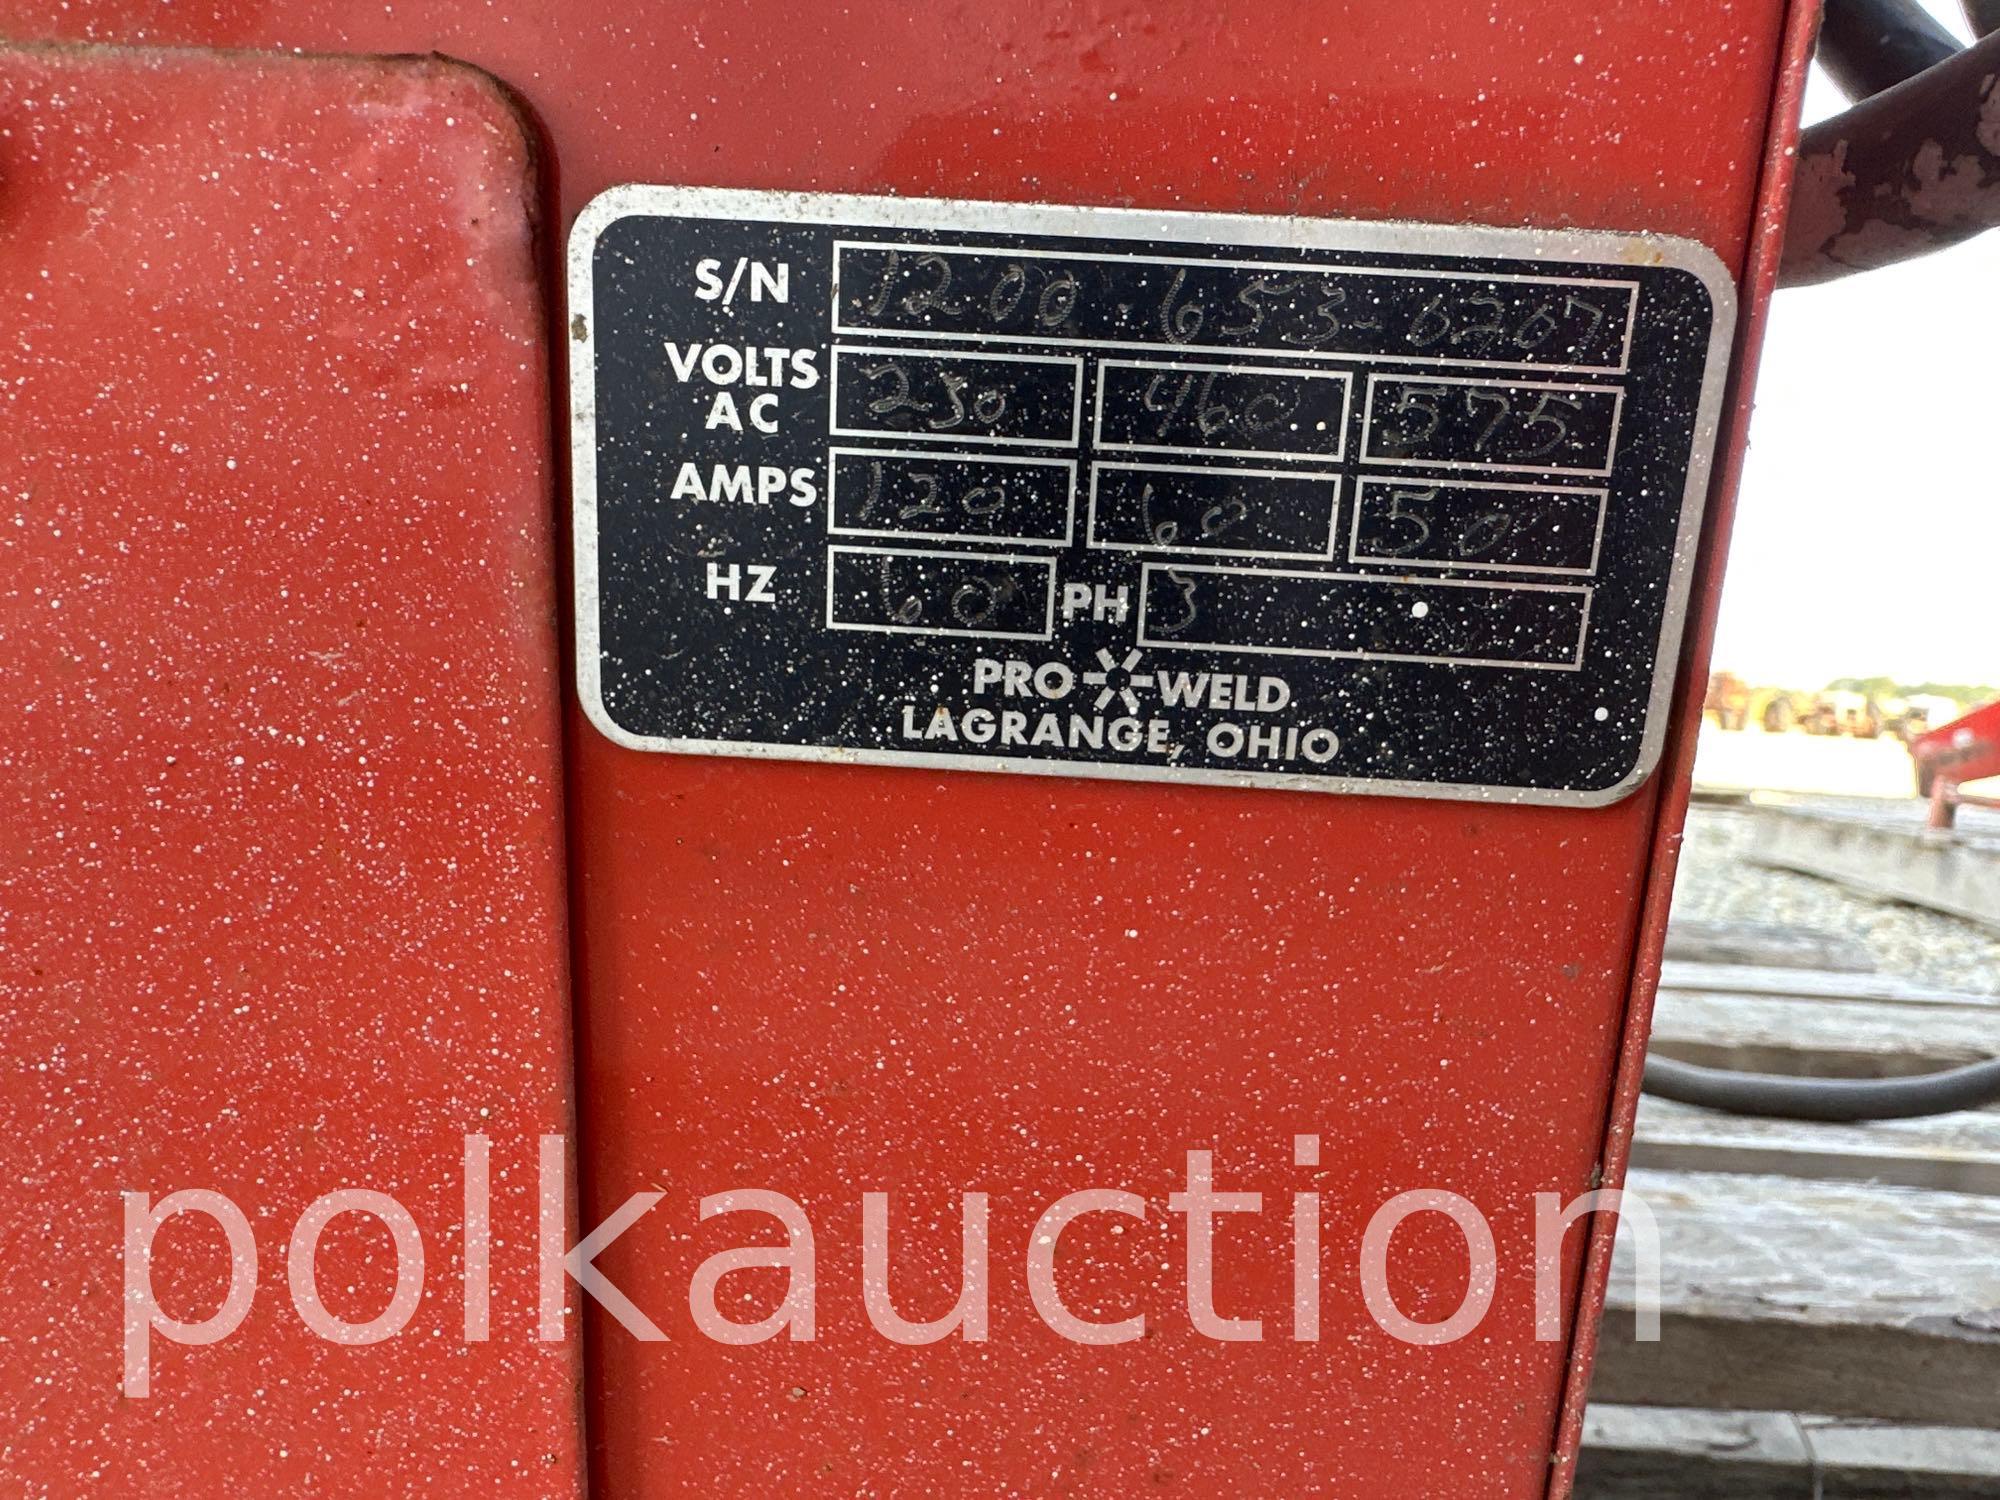 S/N 1200-653-6207
VOLTS AC 230 460 575
AMPS 120 60 50
HZ 60 PH 3
PRO WELD
LAGRANGE, OHIO
polkauction